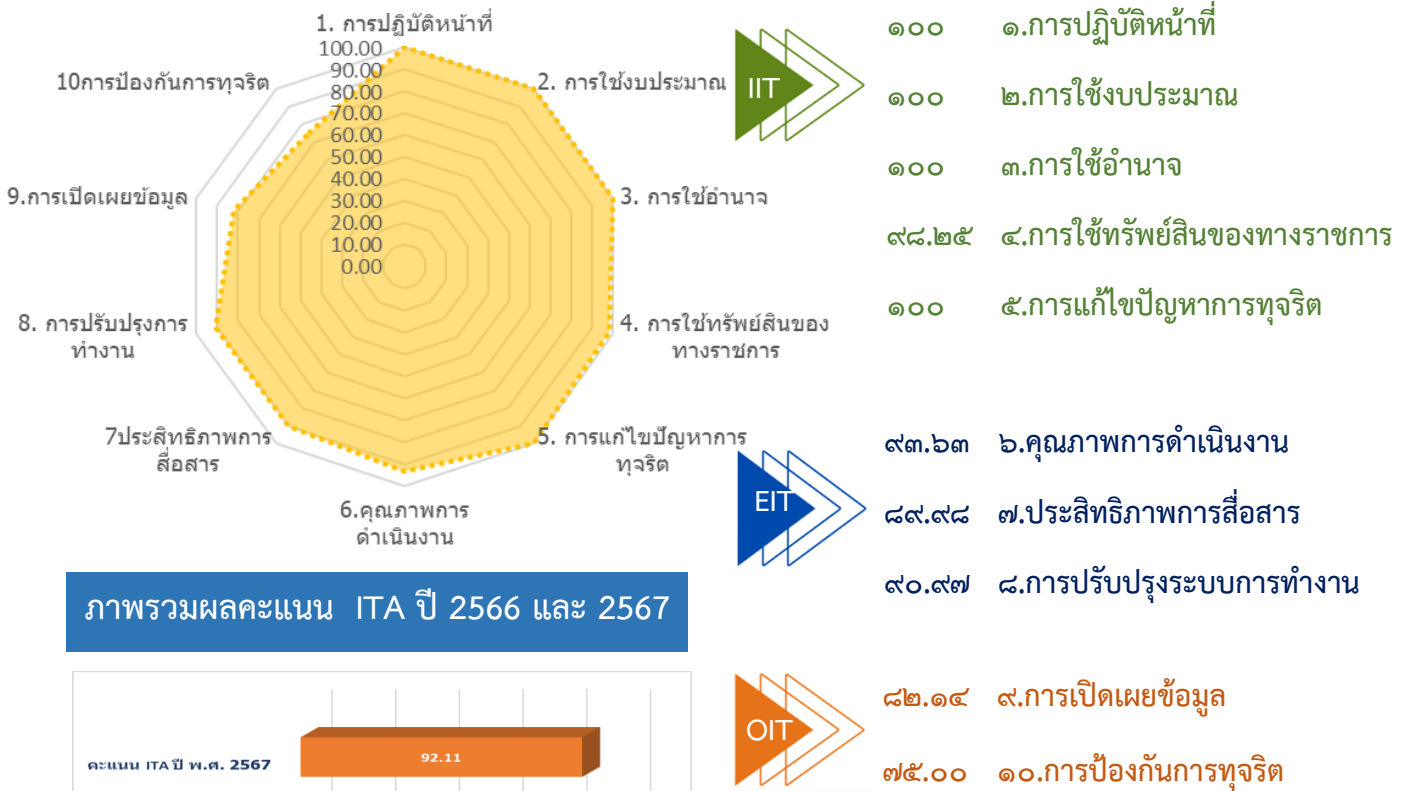 1. การปฏิบัติหน้าที่
100.00
90.00
80.00
70.00
60.00
50.00
40.00
30.00
20.00
10.00
0.00
2. การใช้งบประมาณ
3. การใช้อำนาจ
4. การใช้ทรัพย์สินของ
ทางราชการ
5. การแก้ไขปัญหาการ
ทุจริต
6.คุณภาพการ
ดำเนินงาน
7ประสิทธิภาพการ
สื่อสาร
8. การปรับปรุงการ
ทำงาน
9.การเปิดเผยข้อมูล
10การป้องกันการทุจริต
ภาพรวมผลคะแนน ITA ปี 2566 และ 2567
คะแนน ITA ปี พ.ศ. 2567
92.11
IIT
๑๐๐ ๑.การปฏิบัติหน้าที่
๑๐๐ ๒.การใช้งบประมาณ
๑๐๐ ๓.การใช้อำนาจ
๙๘.๒๕ ๔.การใช้ทรัพย์สินของทางราชการ
๑๐๐ ๕.การแก้ไขปัญหาการทุจริต
EIT
๙๓.๖๓ ๖.คุณภาพการดำเนินงาน
๘๙.๙๘ ๗.ประสิทธิภาพการสื่อสาร
๙๐.๙๗ ๘.การปรับปรุงระบบการทำงาน
OIT
๘๒.๑๔ ๙.การเปิดเผยข้อมูล
๗๕.๐๐ ๑๐.การป้องกันการทุจริต